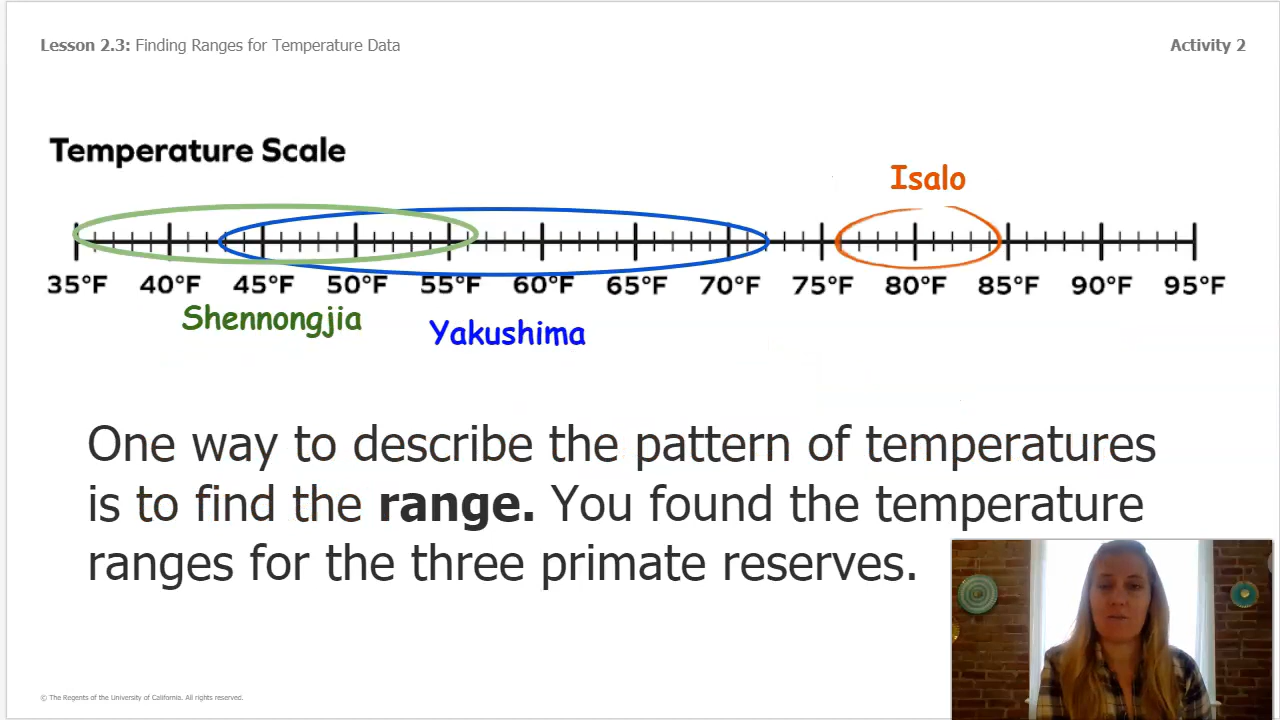 Lesson 2.3: Finding Ranges for Temperature Data
Activity 2
Temperature Scale
Isalo
35°F 40°F 45°F 50°F 55°F 60°F 65°F 70°F 75°F 80°F 85°F 90°F 95°F
Shennongjia
Yakushima
One way to describe the pattern of temperatures
is to find the range. You found the temperature
ranges for the three primate reserves.
© The Regents of the University of California. All rights reserved.